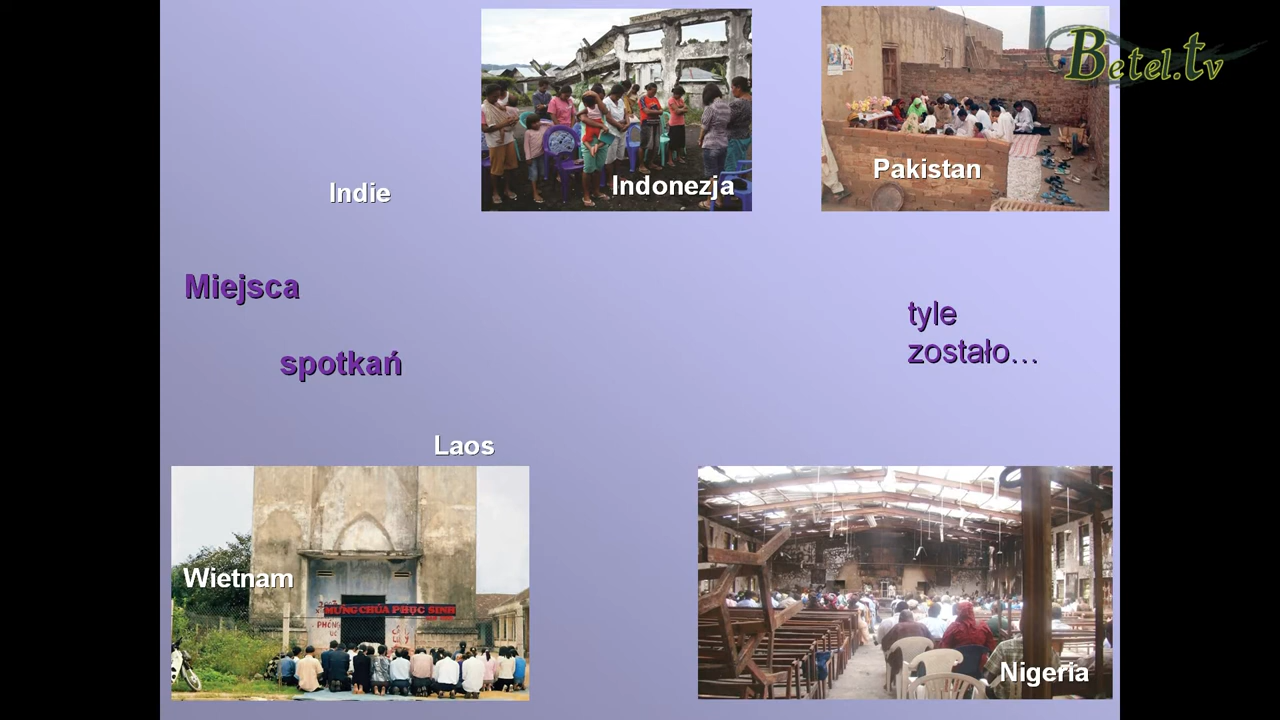 Betel.tv
Indonezja
Pakistan
Indie
Miejsca
tyle
zostało...
spotkań
Laos
Wietnam
MỪNG CHÚA PHỤC SINH
Nigeria